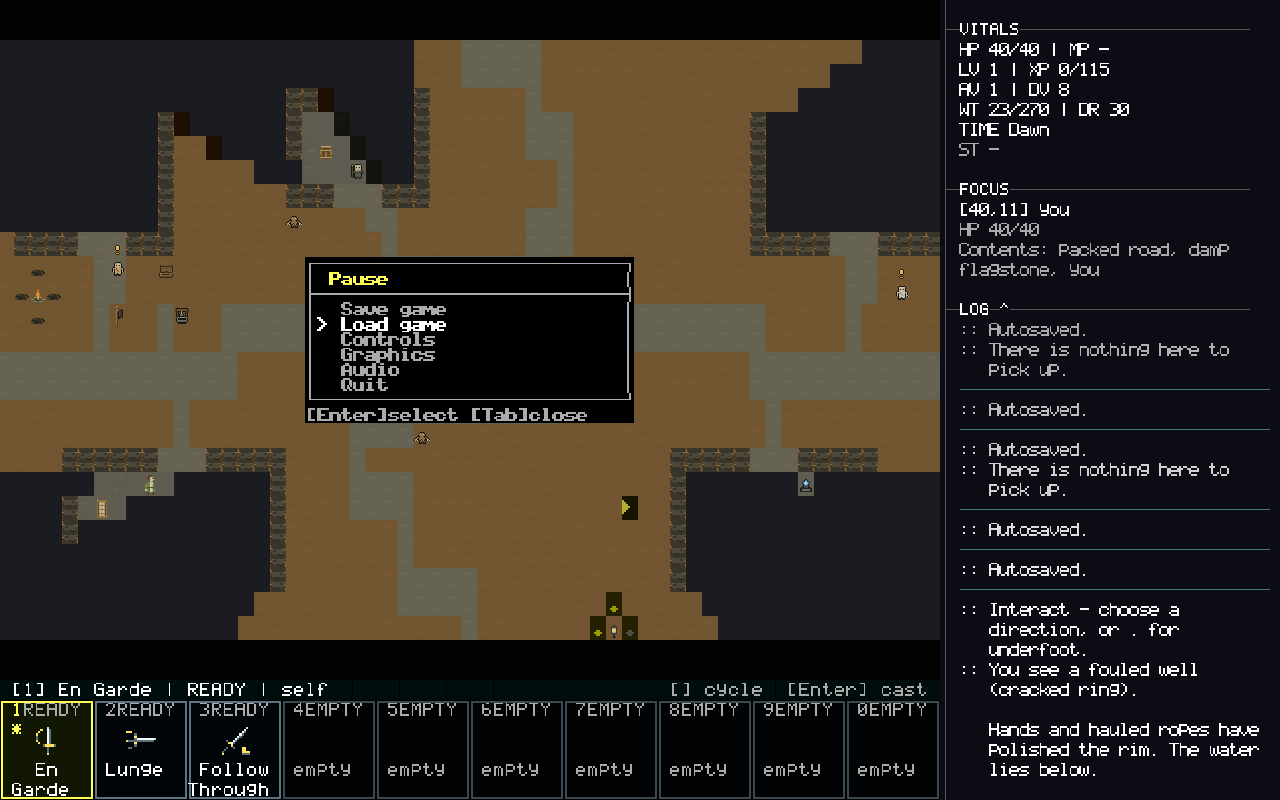 VITALS
HP 40/40 | MP -
LV 1 | XP 0/115
AV 1 | DV 8
WT 23/270 | DR 30
TIME Dawn
ST -
FOCUS
[40,11] You
HP 40/40
Contents: Packed road, damp
flagstone, You
LOG ^
:: Autosaved.
:: There is nothing here to
Pick up.
:: Autosaved.
:: Autosaved.
:: There is nothing here to
Pick up.
:: Autosaved.
:: Autosaved.
:: Interact - choose a
direction, or . for
underfoot.
:: You see a fouled well
(cracked ring).
Hands and hauled ropes have
Polished the rim. The water
lies below.
Pause
Save game
> Load game
Controls
Graphics
Audio
Quit
[Enter]select [Tab]close
[1] En Garde | READY | self
[] cycle [Enter] cast
1READY 2READY 3READY 4EMPTY 5EMPTY 6EMPTY 7EMPTY 8EMPTY 9EMPTY 0EMPTY
*
En Garde
Lunge
Follow Through
empty empty empty empty empty empty empty